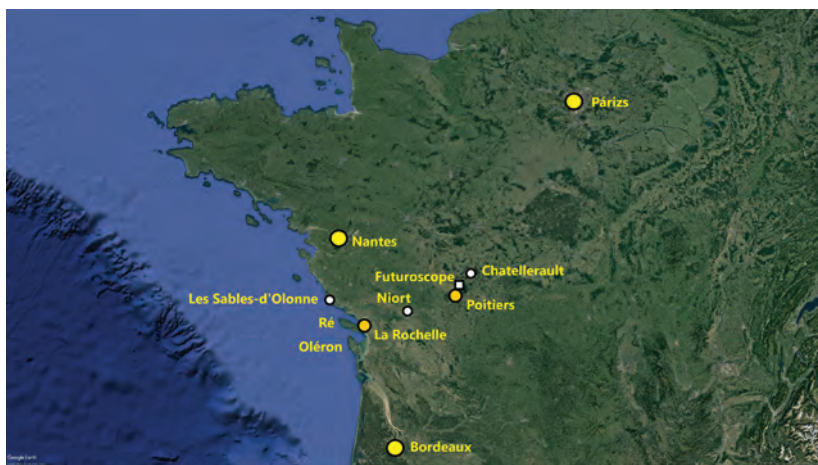 Párizs
Nantes
Chatellerault
Futuroscope
Les Sables-d'Olonne
Niort
Poitiers
Ré
La Rochelle
Oléron
Bordeaux
Google Earth